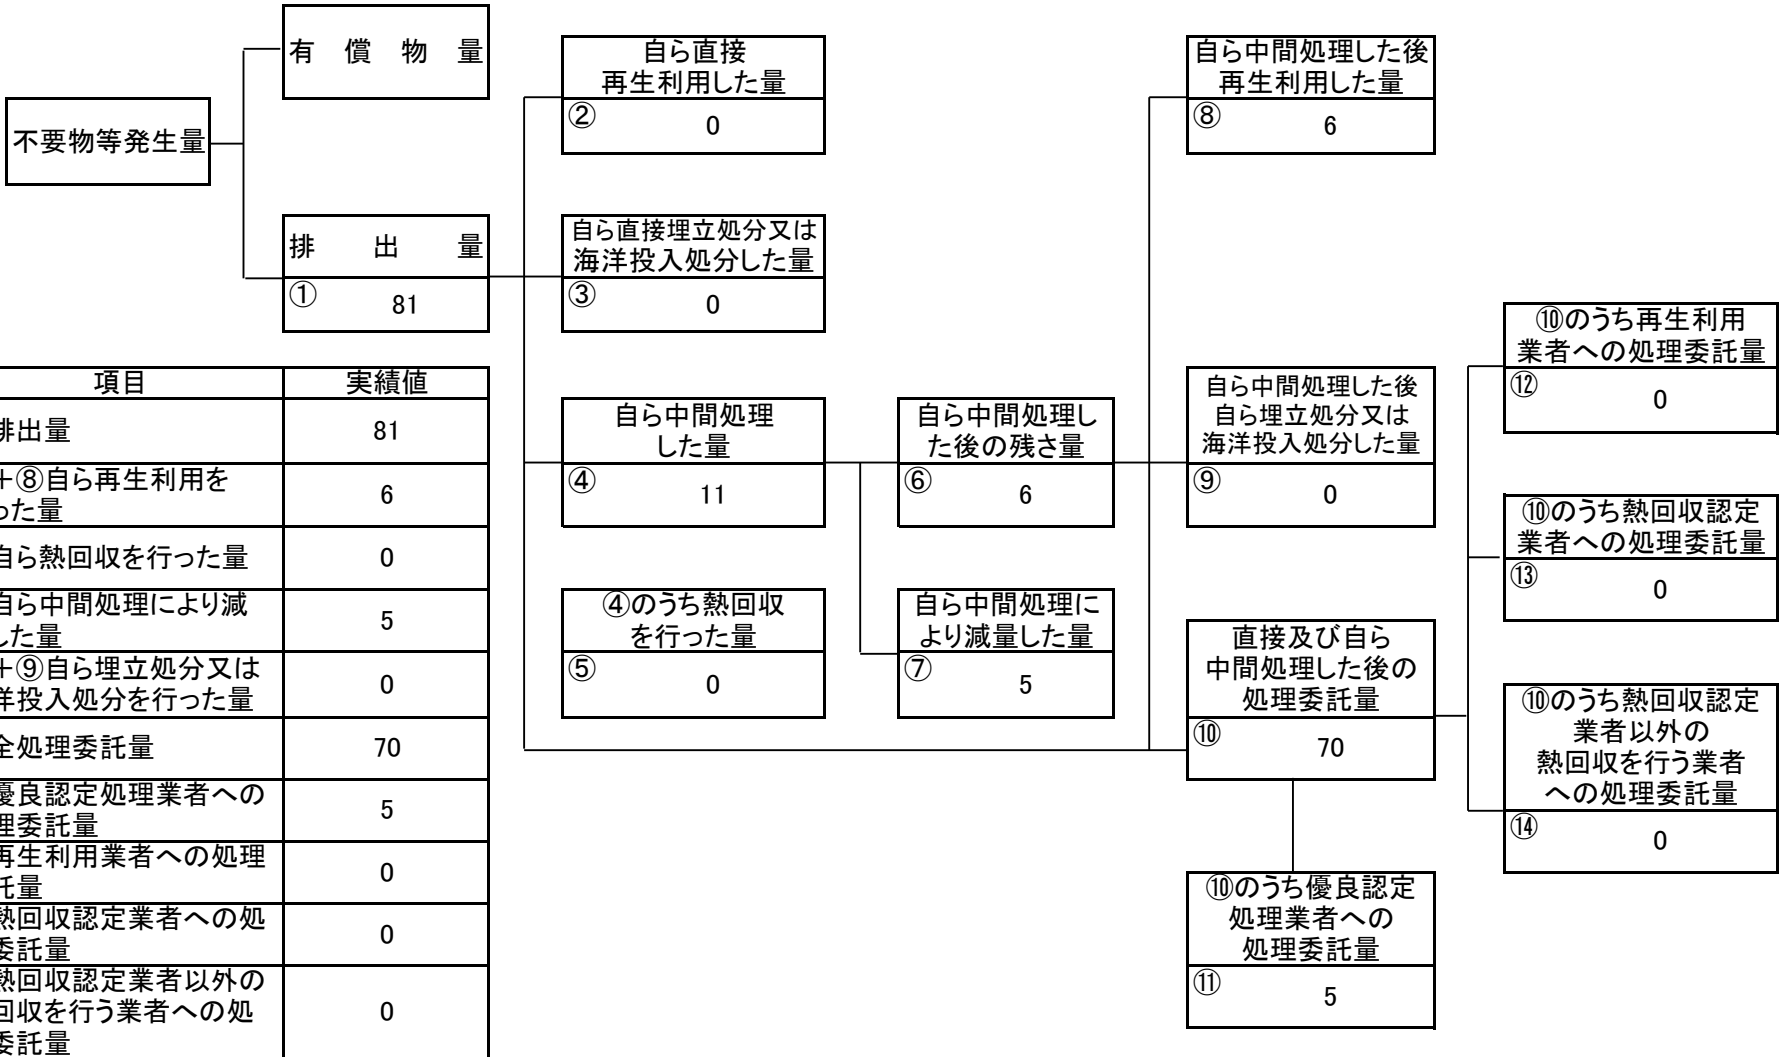 有償物量
不要物等発生量
排出量
① 81
自ら直接
再生利用した量
② 0
自ら直接埋立処分又は
海洋投入処分した量
③ 0
自ら中間処理
した量
④ 11
④のうち熱回収
を行った量
⑤ 0
自ら中間処理し
た後の残さ量
⑥ 6
自ら中間処理に
より減量した量
⑦ 5
自ら中間処理した後
再生利用した量
⑧ 6
自ら中間処理した後
自ら埋立処分又は
海洋投入処分した量
⑨ 0
直接及び自ら
中間処理した後の
処理委託量
⑩ 70
⑩のうち優良認定
処理業者への
処理委託量
⑪ 5
⑩のうち再生利用
業者への処理委託量
⑫ 0
⑩のうち熱回収認定
業者への処理委託量
⑬ 0
⑩のうち熱回収認定
業者以外の
熱回収を行う業者
への処理委託量
⑭ 0
項目 実績値
排出量 81
+⑧自ら再生利用を
った量 6
自ら熱回収を行った量 0
自ら中間処理により減
した量 5
+⑨自ら埋立処分又は
洋投入処分を行った量 0
全処理委託量 70
優良認定処理業者への
理委託量 5
再生利用業者への処理
託量 0
熱回収認定業者への処
委託量 0
熱回収認定業者以外の
回収を行う業者への処
委託量 0